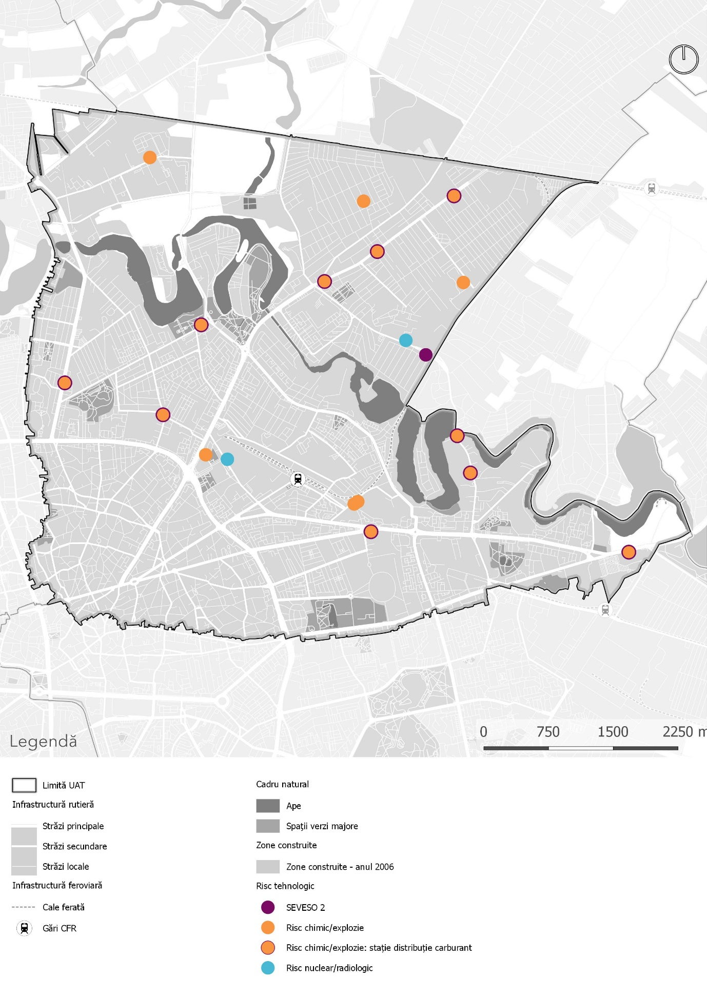 0 750 1500 2250 m
Legendă
Limită UAT
Infrastructură rutieră
Străzi principale
Străzi secundare
Străzi locale
Infrastructură feroviară
Cale ferată
Gări CFR
Cadru natural
Ape
Spații verzi majore
Zone construite
Zone construite - anul 2006
Risc tehnologic
SEVESO 2
Risc chimic/explozie
Risc chimic/explozie: stație distribuție carburant
Risc nuclear/radiologic